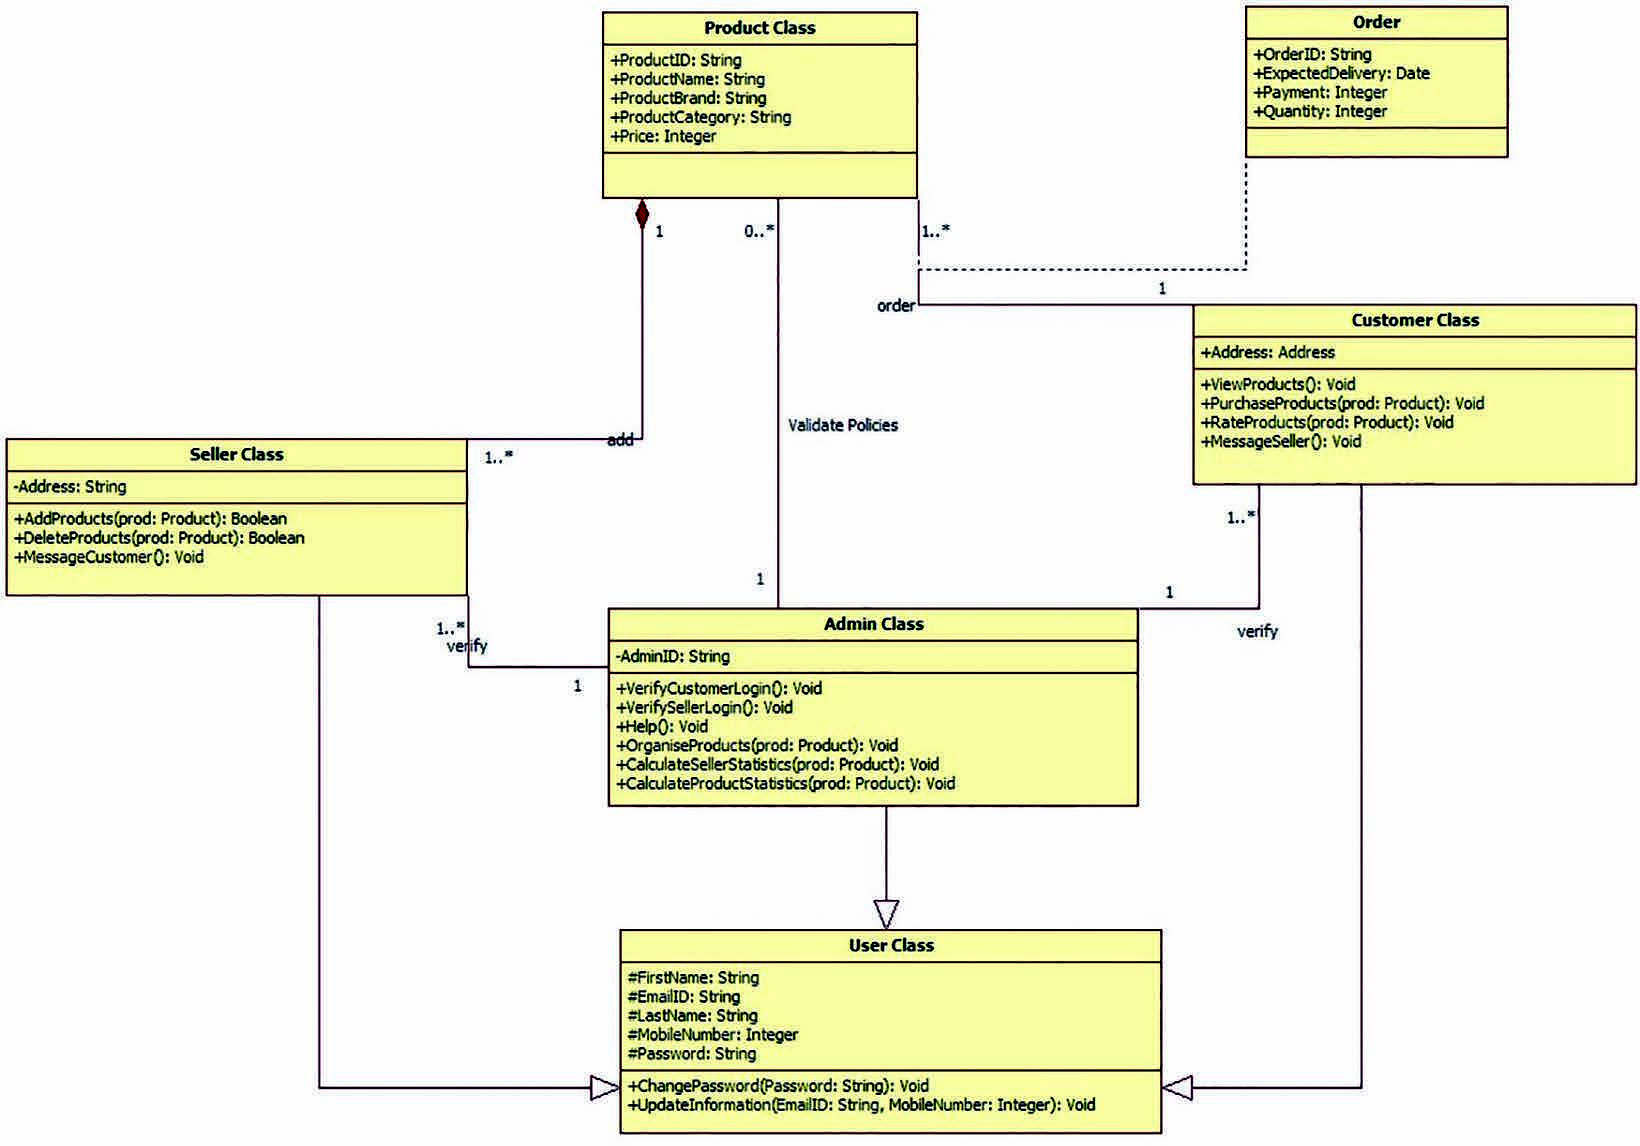 Product Class
+ProductID: String
+ProductName: String
+ProductBrand: String
+ProductCategory: String
+Price: Integer
Order
+OrderID: String
+ExpectedDelivery: Date
+Payment: Integer
+Quantity: Integer
1
0..*
1..*
1
order
Customer Class
+Address: Address
+ViewProducts(): Void
+PurchaseProducts(prod: Product): Void
+RateProducts(prod: Product): Void
+MessageSeller(): Void
Validate Policies
add
1..*
Seller Class
-Address: String
+AddProducts(prod: Product): Boolean
+DeleteProducts(prod: Product): Boolean
+MessageCustomer(): Void
1..*
1
1
verify
1..*
verify
1
Admin Class
-AdminID: String
+VerifyCustomerLogin(): Void
+VerifySellerLogin(): Void
+Help(): Void
+OrganiseProducts(prod: Product): Void
+CalculateSellerStatistics(prod: Product): Void
+CalculateProductStatistics(prod: Product): Void
User Class
#FirstName: String
#EmailID: String
#LastName: String
#MobileNumber: Integer
#Password: String
+ChangePassword(Password: String): Void
+UpdateInformation(EmailID: String, MobileNumber: Integer): Void